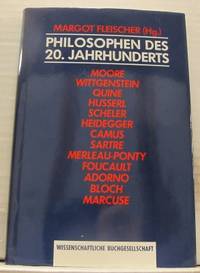 MARGOT FLEISCHER (Hg.)
PHILOSOPHEN DES
20. JAHRHUNDERTS
MOORE
WITTGENSTEIN
QUINE
HUSSERL
SCHELER
HEIDEGGER
CAMUS
SARTRE
MERLEAU-PONTY
FOUCAULT
ADORNO
BLOCH
MARCUSE
WISSENSCHAFTLICHE BUCHGESELLSCHAFT